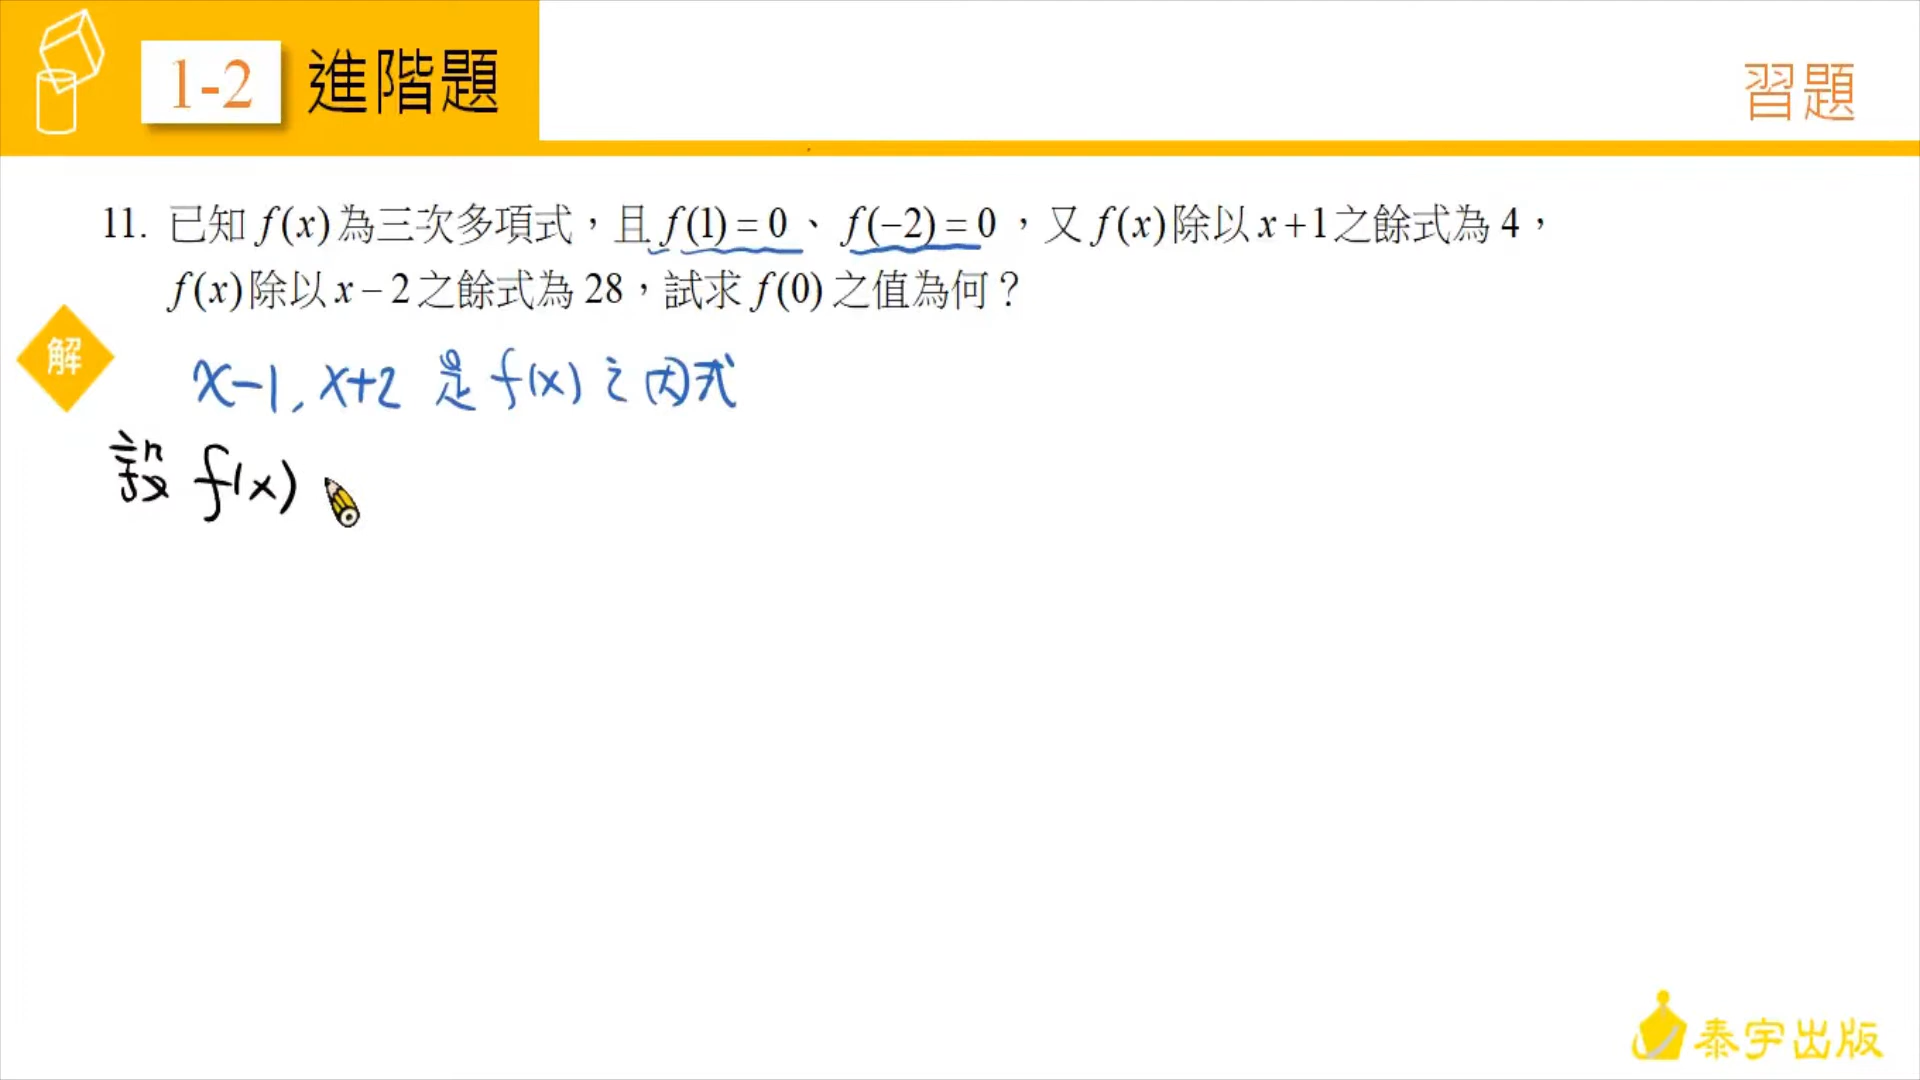 1-2 進階題
習題
11. 已知 f(x) 為三次多項式，且 f(1) = 0、f(−2) = 0，又 f(x) 除以 x+1 之餘式為 4，
f(x) 除以 x−2 之餘式為 28，試求 f(0) 之值為何？
解
x-1, x+2 是 f(x) 之因式
設 f(x)
泰宇出版